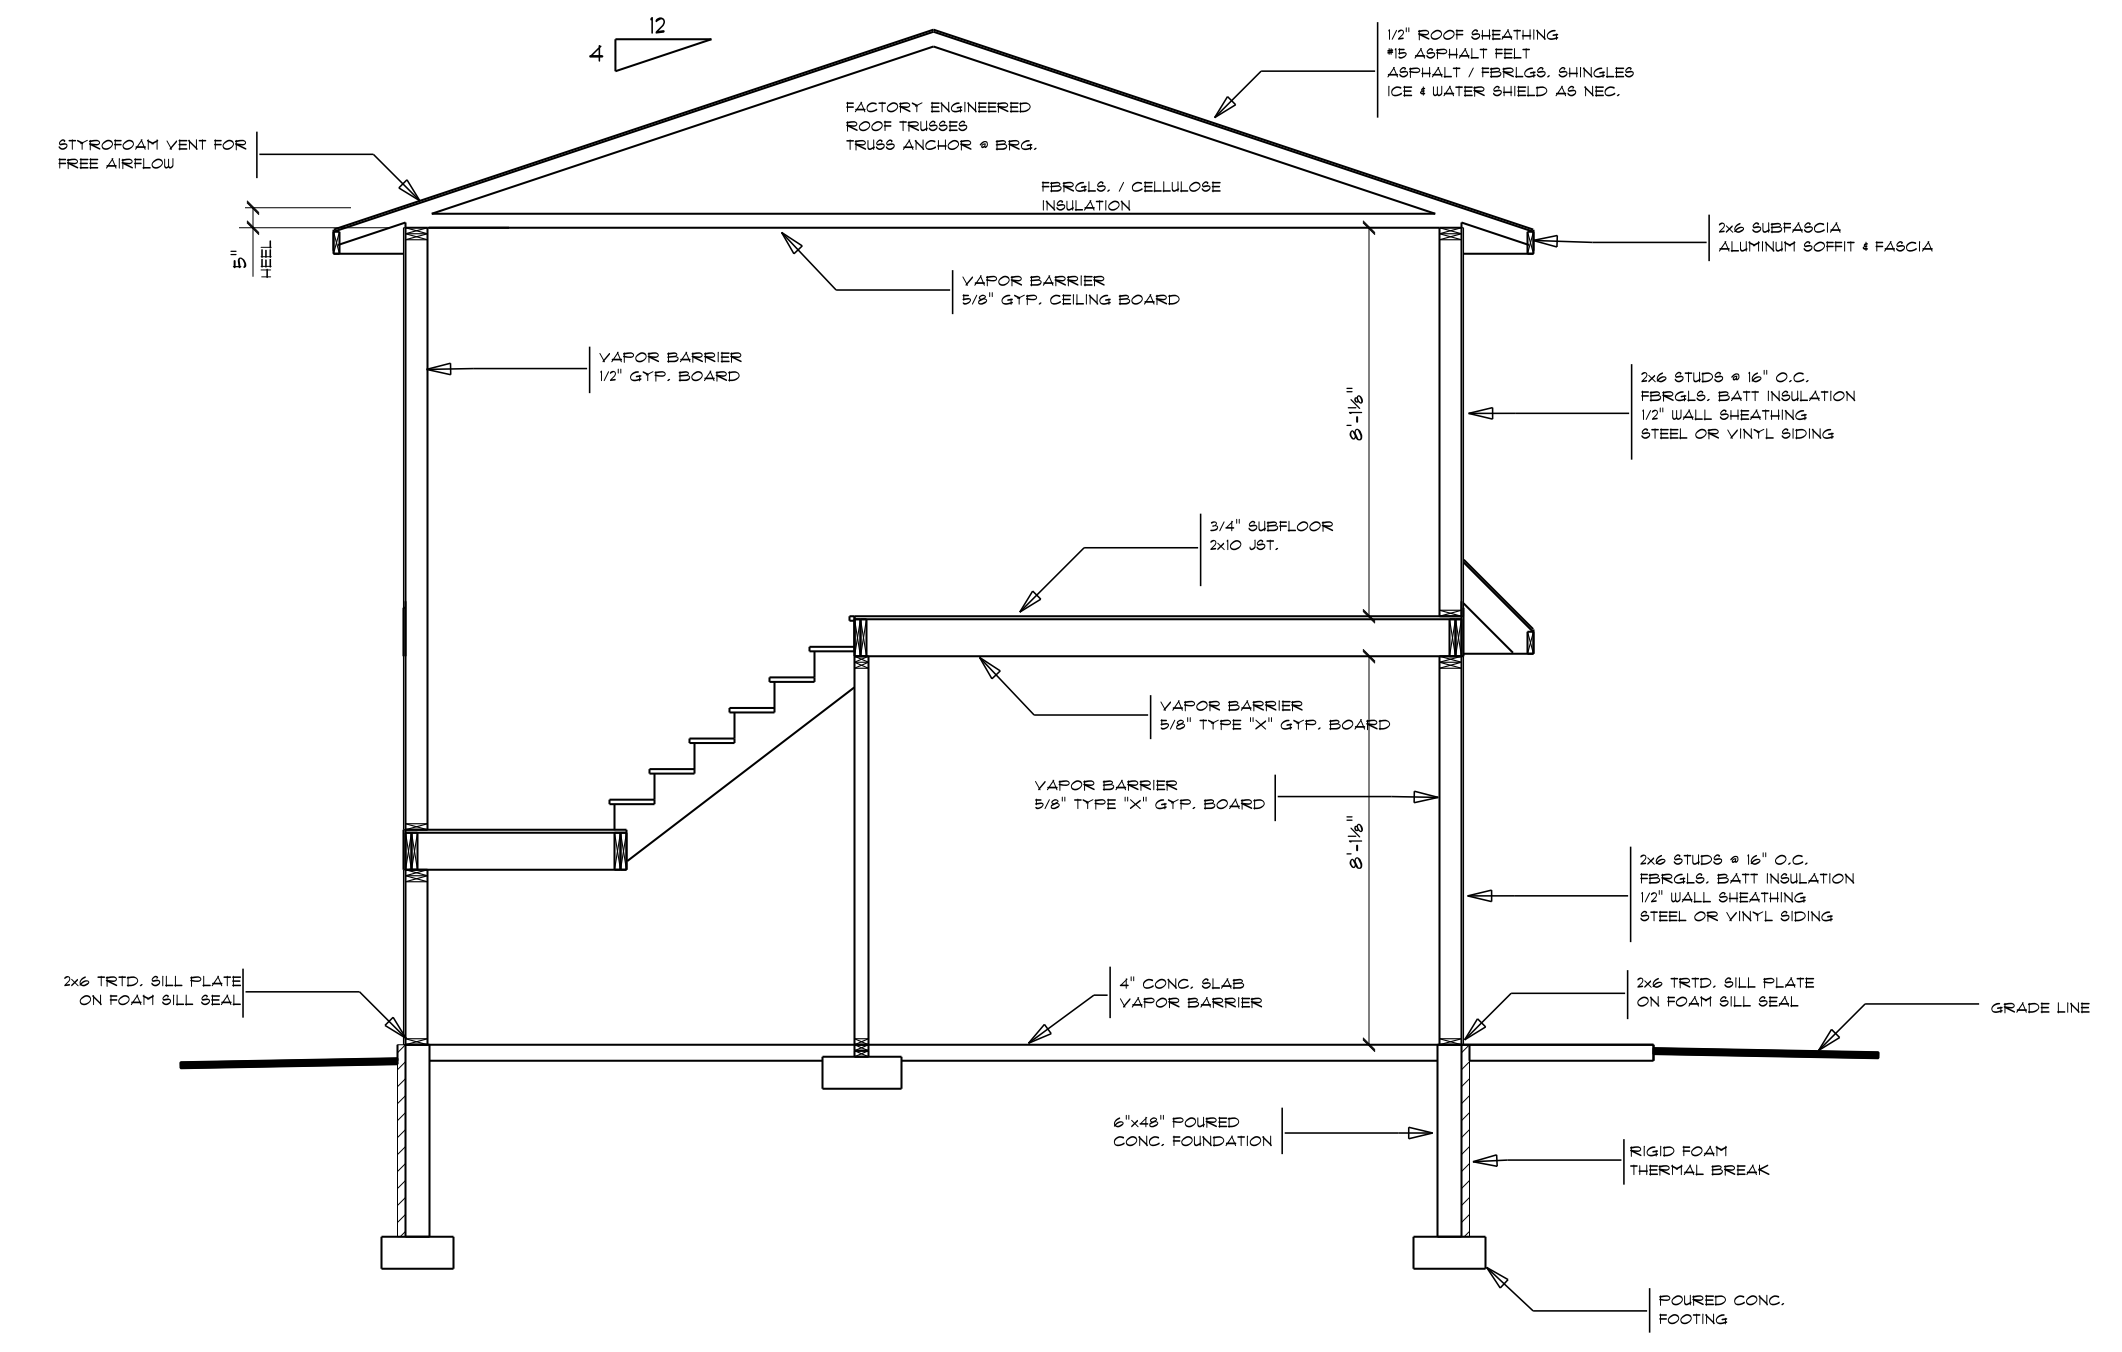 12
4
1/2" ROOF SHEATHING
#15 ASPHALT FELT
ASPHALT / FBRLGS. SHINGLES
ICE & WATER SHIELD AS NEC.
FACTORY ENGINEERED
ROOF TRUSSES
TRUSS ANCHOR @ BRG.
STYROFOAM VENT FOR
FREE AIRFLOW
FBRGLS. / CELLULOSE
INSULATION
5"
HEEL
2x6 SUBFASCIA
ALUMINUM SOFFIT & FASCIA
VAPOR BARRIER
5/8" GYP. CEILING BOARD
VAPOR BARRIER
1/2" GYP. BOARD
8'-1⅛"
2x6 STUDS @ 16" O.C.
FBRGLS. BATT INSULATION
1/2" WALL SHEATHING
STEEL OR VINYL SIDING
3/4" SUBFLOOR
2x10 JST.
VAPOR BARRIER
5/8" TYPE "X" GYP. BOARD
VAPOR BARRIER
5/8" TYPE "X" GYP. BOARD
8'-1⅛"
2x6 STUDS @ 16" O.C.
FBRGLS. BATT INSULATION
1/2" WALL SHEATHING
STEEL OR VINYL SIDING
2x6 TRTD. SILL PLATE
ON FOAM SILL SEAL
4" CONC. SLAB
VAPOR BARRIER
2x6 TRTD. SILL PLATE
ON FOAM SILL SEAL
GRADE LINE
6"x48" POURED
CONC. FOUNDATION
RIGID FOAM
THERMAL BREAK
POURED CONC.
FOOTING